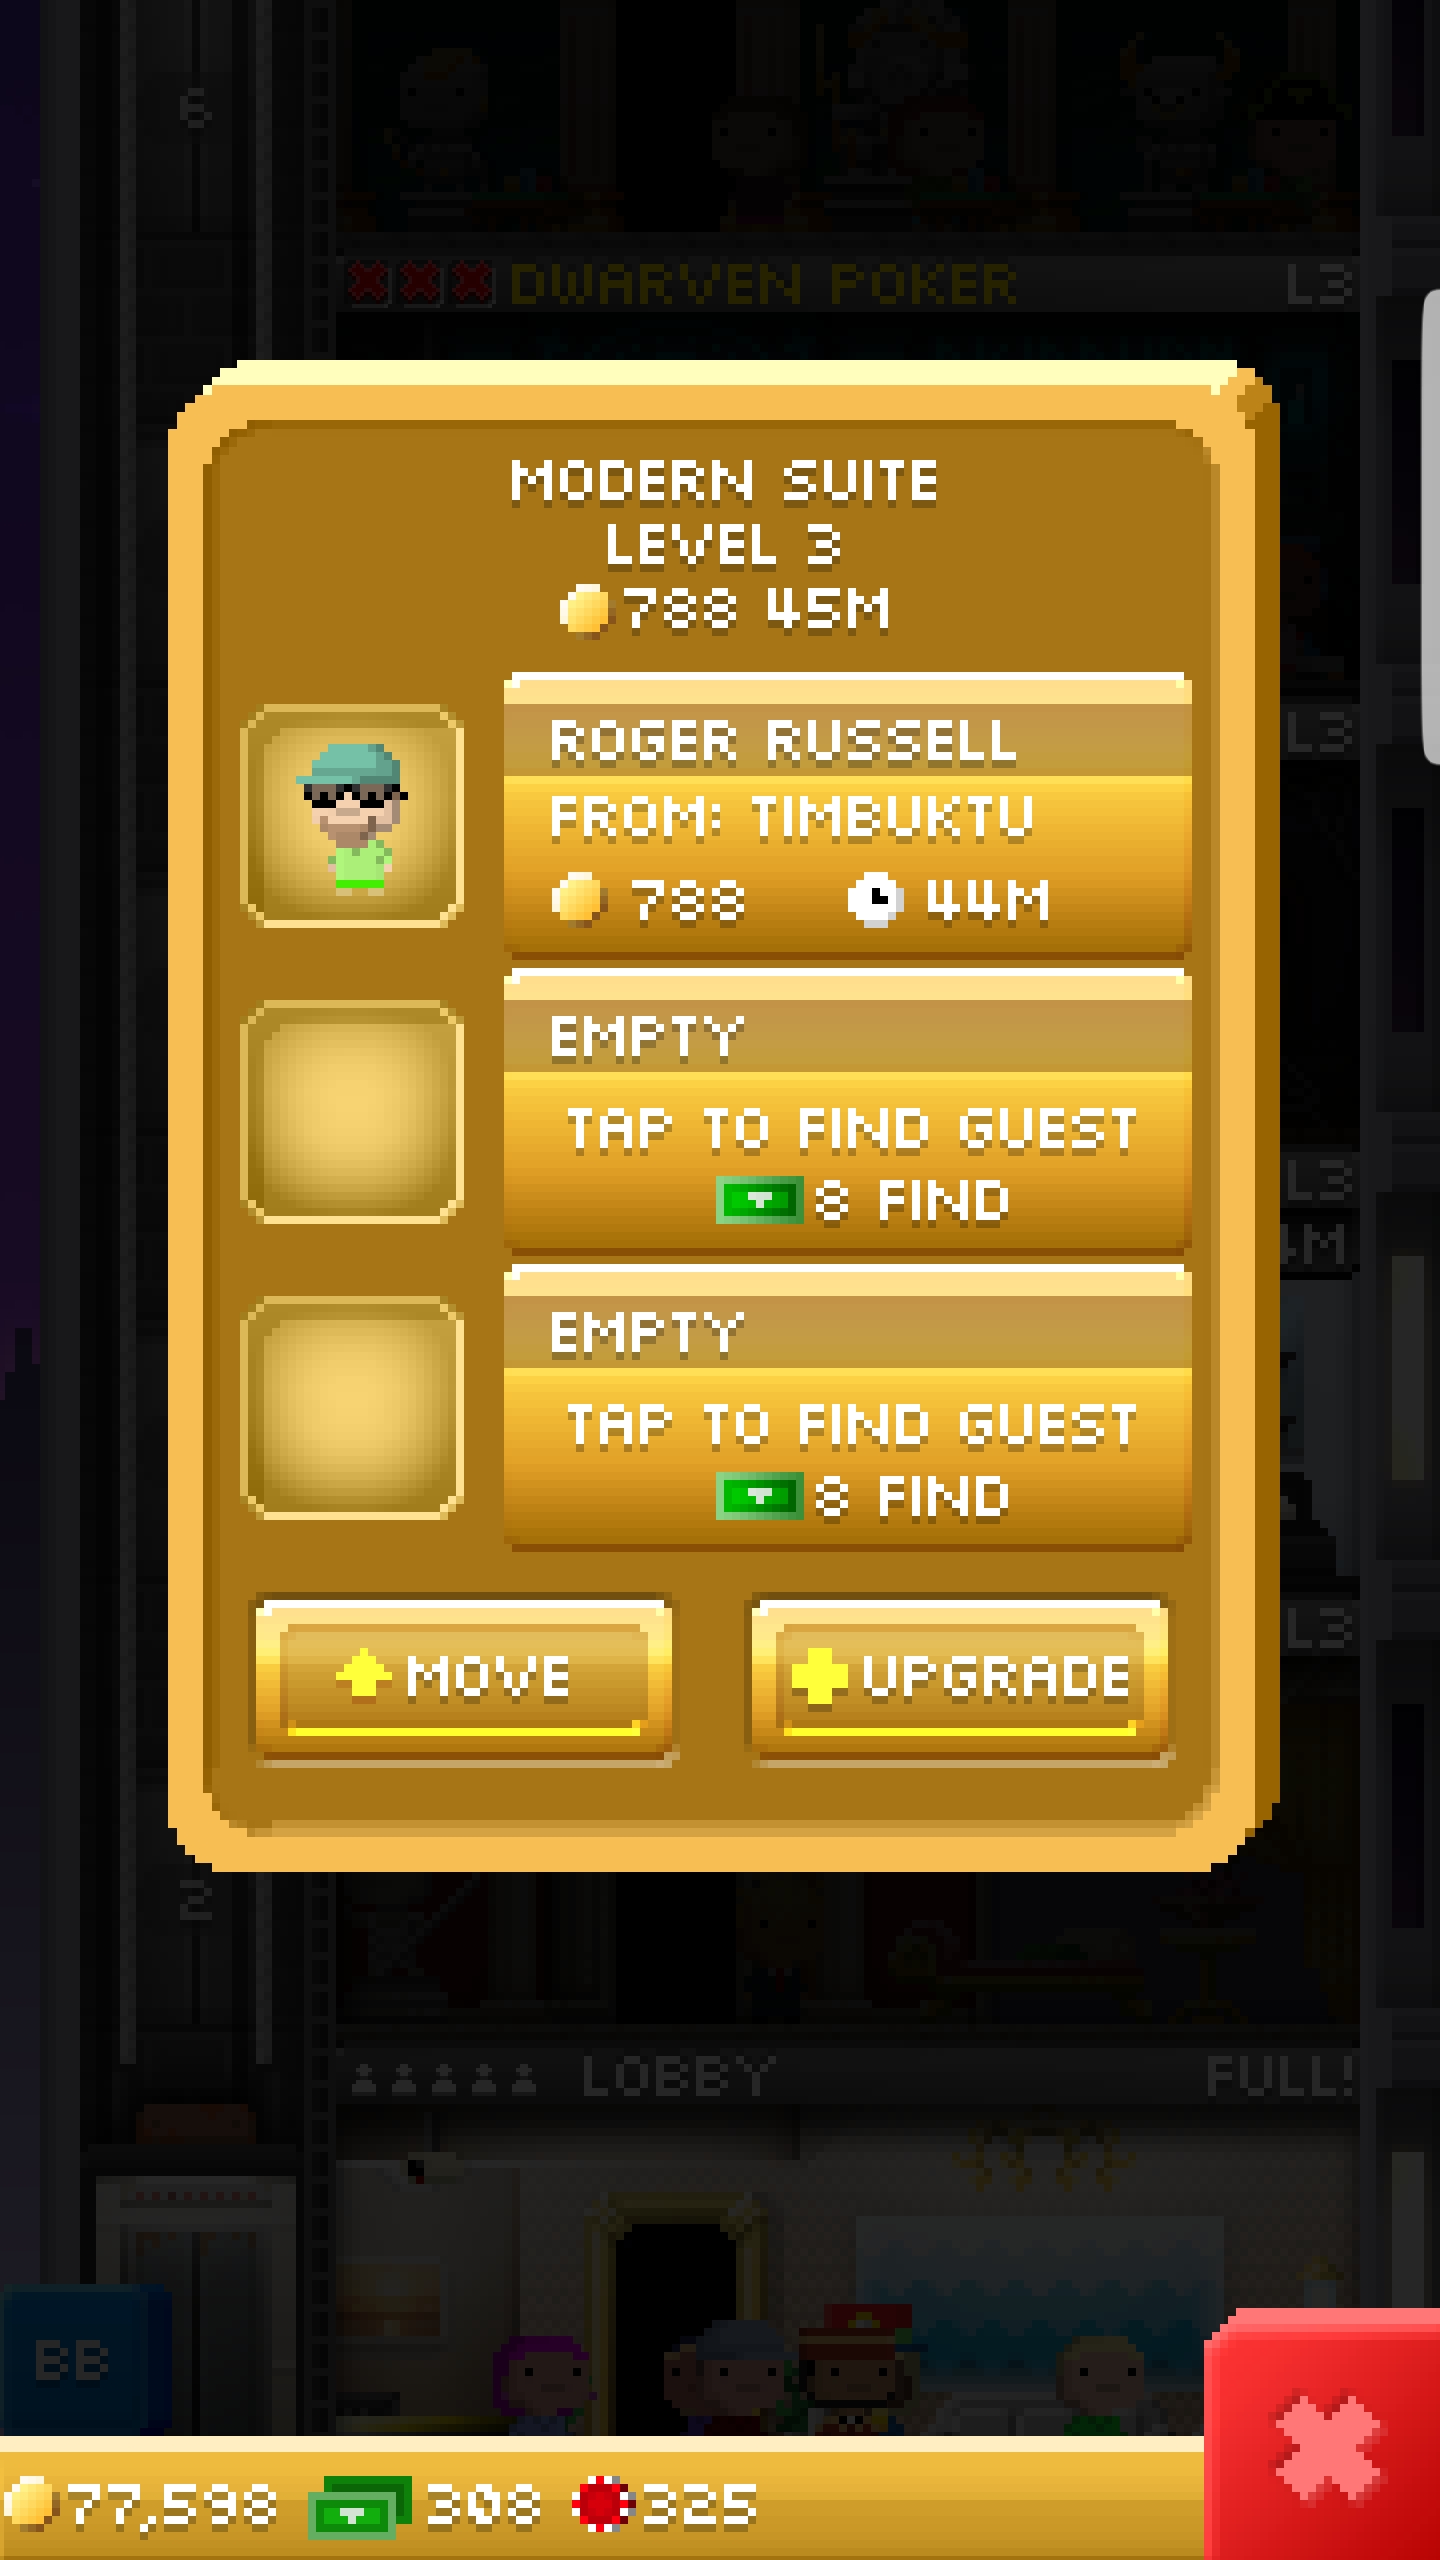 6
DWARVEN POKER L3
MODERN SUITE
LEVEL 3
788 45M
ROGER RUSSELL
L3
FROM: TIMBUKTU
788 44M
EMPTY
TAP TO FIND GUEST
L3
8 FIND
4M
EMPTY
TAP TO FIND GUEST
8 FIND
L3
MOVE UPGRADE
2
LOBBY FULL!
BB
77,598 308 325